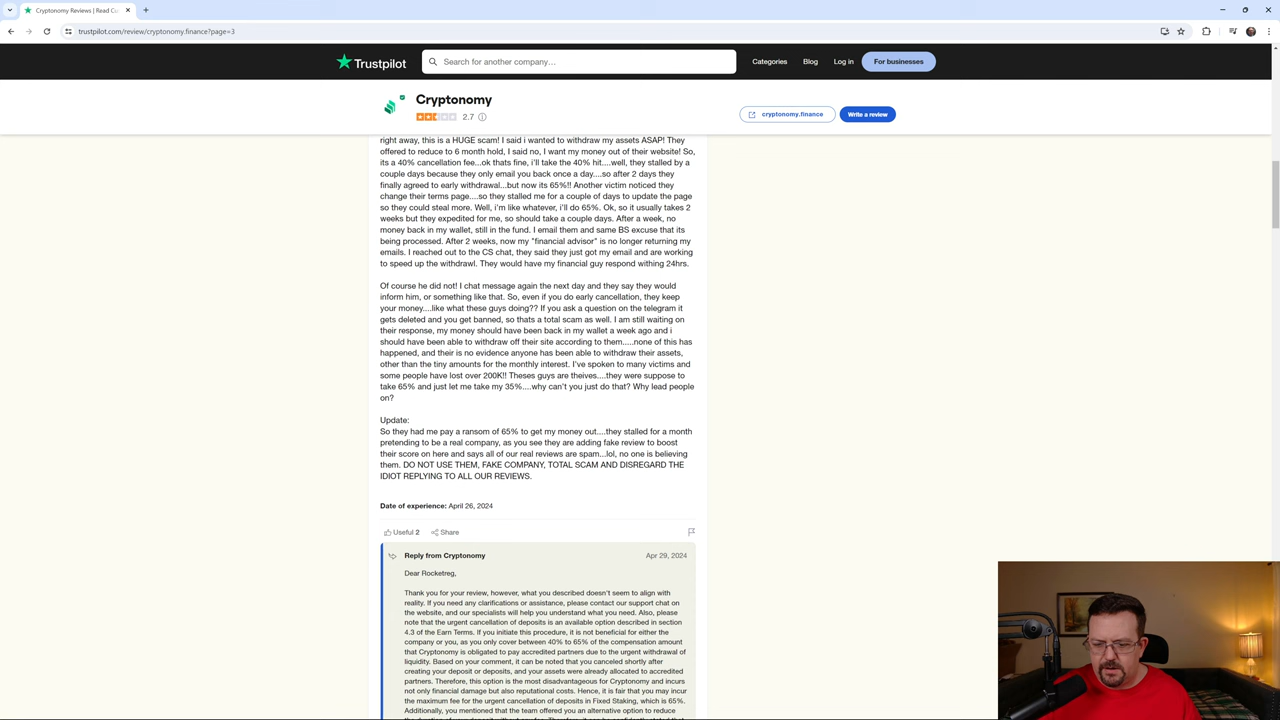 Cryptonomy Reviews | Read Cu
trustpilot.com/review/cryptonomy.finance?page=3
Trustpilot
Search for another company…
Categories
Blog
Log in
For businesses
Cryptonomy
2.7
cryptonomy.finance
Write a review
right away, this is a HUGE scam! I said i wanted to withdraw my assets ASAP! They
offered to reduce to 6 month hold, I said no, I want my money out of their website! So,
its a 40% cancellation fee...ok thats fine, i'll take the 40% hit....well, they stalled by a
couple days because they only email you back once a day....so after 2 days they
finally agreed to early withdrawal...but now its 65%!! Another victim noticed they
change their terms page....so they stalled me for a couple of days to update the page
so they could steal more. Well, i'm like whatever, i'll do 65%. Ok, so it usually takes 2
weeks but they expedited for me, so should take a couple days. After a week, no
money back in my wallet, still in the fund. I email them and same BS excuse that its
being processed. After 2 weeks, now my "financial advisor" is no longer returning my
emails. I reached out to the CS chat, they said they just got my email and are working
to speed up the withdrawl. They would have my financial guy respond withing 24hrs.
Of course he did not! I chat message again the next day and they say they would
inform him, or something like that. So, even if you do early cancellation, they keep
your money....like what these guys doing?? If you ask a question on the telegram it
gets deleted and you get banned, so thats a total scam as well. I am still waiting on
their response, my money should have been back in my wallet a week ago and i
should have been able to withdraw off their site according to them.....none of this has
happened, and their is no evidence anyone has been able to withdraw their assets,
other than the tiny amounts for the monthly interest. I've spoken to many victims and
some people have lost over 200K!! Theses guys are theives....they were suppose to
take 65% and just let me take my 35%....why can't you just do that? Why lead people
on?
Update:
So they had me pay a ransom of 65% to get my money out....they stalled for a month
pretending to be a real company, as you see they are adding fake review to boost
their score on here and says all of our real reviews are spam...lol, no one is believing
them. DO NOT USE THEM, FAKE COMPANY, TOTAL SCAM AND DISREGARD THE
IDIOT REPLYING TO ALL OUR REVIEWS.
Date of experience: April 26, 2024
Useful 2
Share
Reply from Cryptonomy
Apr 29, 2024
Dear Rocketreg,
Thank you for your review, however, what you described doesn't seem to align with
reality. If you need any clarifications or assistance, please contact our support chat on
the website, and our specialists will help you understand what you need. Also, please
note that the urgent cancellation of deposits is an available option described in section
4.3 of the Earn Terms. If you initiate this procedure, it is not beneficial for either the
company or you, as you only cover between 40% to 65% of the compensation amount
that Cryptonomy is obligated to pay accredited partners due to the urgent withdrawal of
liquidity. Based on your comment, it can be noted that you canceled shortly after
creating your deposit or deposits, and your assets were already allocated to accredited
partners. Therefore, this option is the most disadvantageous for Cryptonomy and incurs
not only financial damage but also reputational costs. Hence, it is fair that you may incur
the maximum fee for the urgent cancellation of deposits in Fixed Staking, which is 65%.
Additionally, you mentioned that the team offered you an alternative option to reduce